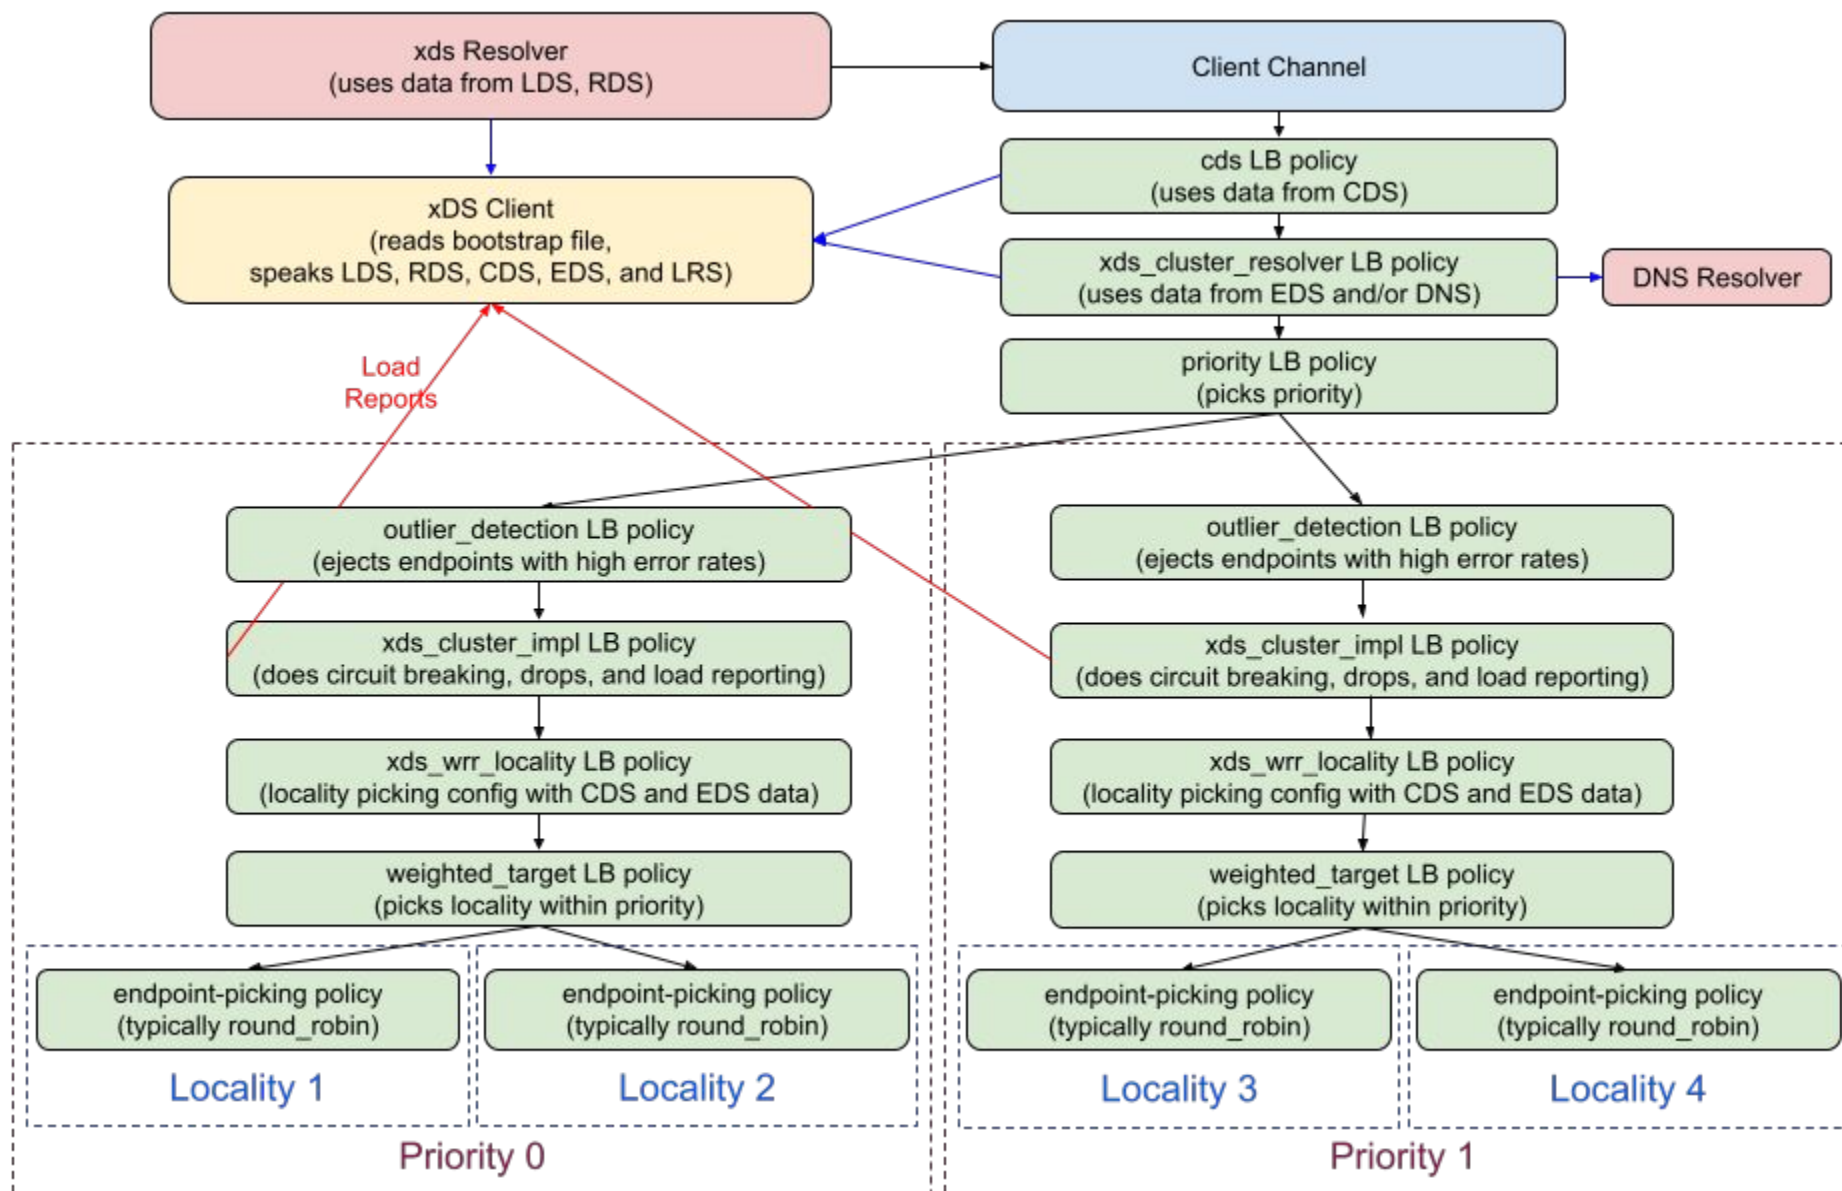 xds Resolver
(uses data from LDS, RDS)
Client Channel
cds LB policy
(uses data from CDS)
xDS Client
(reads bootstrap file,
speaks LDS, RDS, CDS, EDS, and LRS)
xds_cluster_resolver LB policy
(uses data from EDS and/or DNS)
DNS Resolver
priority LB policy
(picks priority)
Load
Reports
outlier_detection LB policy
(ejects endpoints with high error rates)
xds_cluster_impl LB policy
(does circuit breaking, drops, and load reporting)
xds_wrr_locality LB policy
(locality picking config with CDS and EDS data)
weighted_target LB policy
(picks locality within priority)
endpoint-picking policy
(typically round_robin)
Locality 1
endpoint-picking policy
(typically round_robin)
Locality 2
Priority 0
outlier_detection LB policy
(ejects endpoints with high error rates)
xds_cluster_impl LB policy
(does circuit breaking, drops, and load reporting)
xds_wrr_locality LB policy
(locality picking config with CDS and EDS data)
weighted_target LB policy
(picks locality within priority)
endpoint-picking policy
(typically round_robin)
Locality 3
endpoint-picking policy
(typically round_robin)
Locality 4
Priority 1